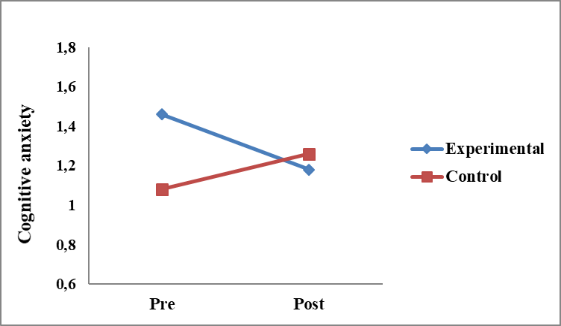 1,8
1,6
1,4
1,2
1
0,8
0,6
Cognitive anxiety
Pre
Post
Experimental
Control